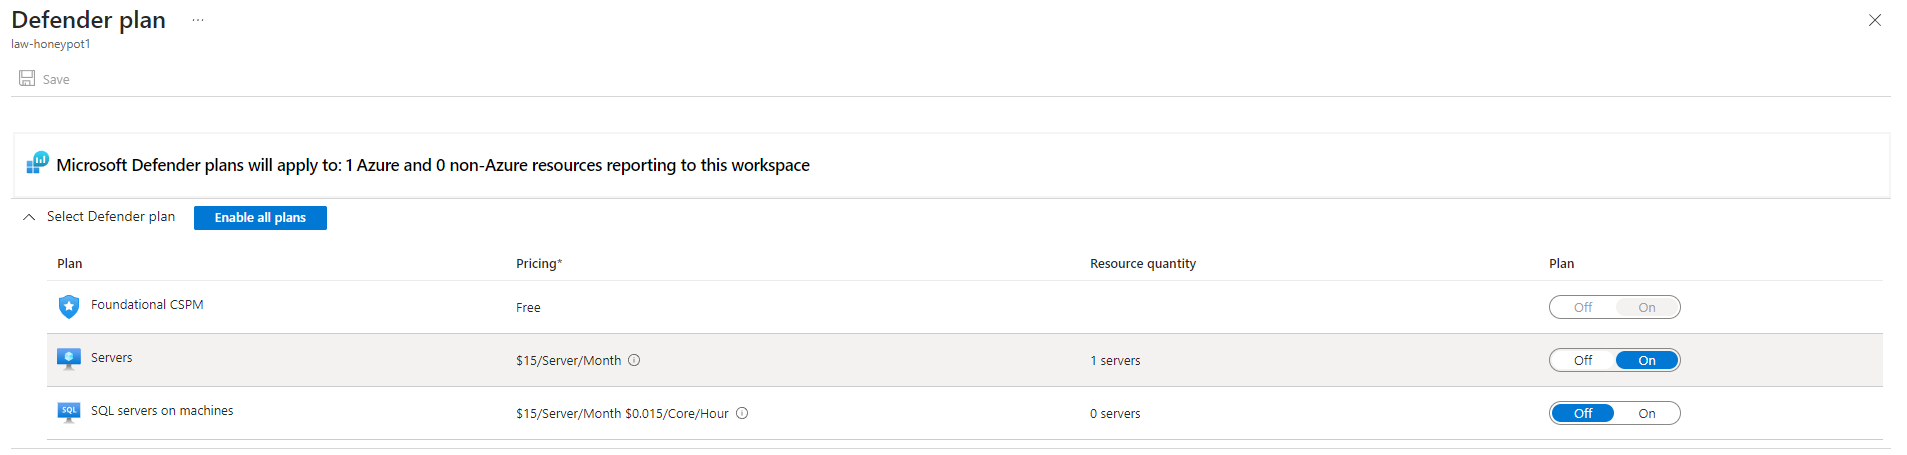 Defender plan ...
law-honeypot1
Save
Microsoft Defender plans will apply to: 1 Azure and 0 non-Azure resources reporting to this workspace
Select Defender plan Enable all plans
Plan Pricing* Resource quantity Plan
Foundational CSPM Free Off On
Servers $15/Server/Month 1 servers Off On
SQL SQL servers on machines $15/Server/Month $0.015/Core/Hour 0 servers Off On